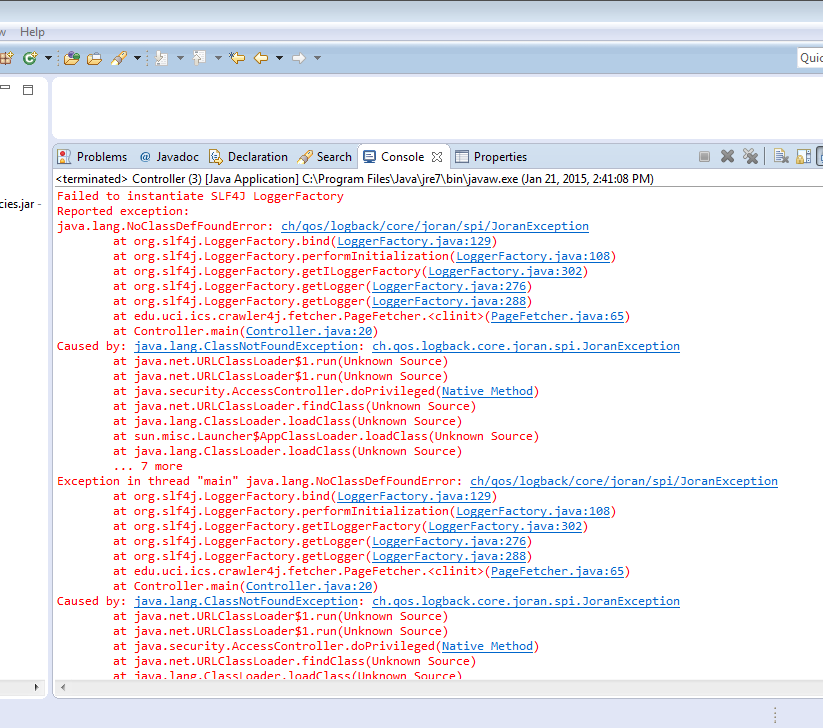 Help
Problems @ Javadoc Declaration Search Console Properties
<terminated> Controller (3) [Java Application] C:\Program Files\Java\jre7\bin\javaw.exe (Jan 21, 2015, 2:41:08 PM)
cies.jar -
Failed to instantiate SLF4J LoggerFactory
Reported exception:
java.lang.NoClassDefFoundError: ch/qos/logback/core/joran/spi/JoranException
at org.slf4j.LoggerFactory.bind(LoggerFactory.java:129)
at org.slf4j.LoggerFactory.performInitialization(LoggerFactory.java:108)
at org.slf4j.LoggerFactory.getILoggerFactory(LoggerFactory.java:302)
at org.slf4j.LoggerFactory.getLogger(LoggerFactory.java:276)
at org.slf4j.LoggerFactory.getLogger(LoggerFactory.java:288)
at edu.uci.ics.crawler4j.fetcher.PageFetcher.<clinit>(PageFetcher.java:65)
at Controller.main(Controller.java:20)
Caused by: java.lang.ClassNotFoundException: ch.qos.logback.core.joran.spi.JoranException
at java.net.URLClassLoader$1.run(Unknown Source)
at java.net.URLClassLoader$1.run(Unknown Source)
at java.security.AccessController.doPrivileged(Native Method)
at java.net.URLClassLoader.findClass(Unknown Source)
at java.lang.ClassLoader.loadClass(Unknown Source)
at sun.misc.Launcher$AppClassLoader.loadClass(Unknown Source)
at java.lang.ClassLoader.loadClass(Unknown Source)
... 7 more
Exception in thread "main" java.lang.NoClassDefFoundError: ch/qos/logback/core/joran/spi/JoranException
at org.slf4j.LoggerFactory.bind(LoggerFactory.java:129)
at org.slf4j.LoggerFactory.performInitialization(LoggerFactory.java:108)
at org.slf4j.LoggerFactory.getILoggerFactory(LoggerFactory.java:302)
at org.slf4j.LoggerFactory.getLogger(LoggerFactory.java:276)
at org.slf4j.LoggerFactory.getLogger(LoggerFactory.java:288)
at edu.uci.ics.crawler4j.fetcher.PageFetcher.<clinit>(PageFetcher.java:65)
at Controller.main(Controller.java:20)
Caused by: java.lang.ClassNotFoundException: ch.qos.logback.core.joran.spi.JoranException
at java.net.URLClassLoader$1.run(Unknown Source)
at java.net.URLClassLoader$1.run(Unknown Source)
at java.security.AccessController.doPrivileged(Native Method)
at java.net.URLClassLoader.findClass(Unknown Source)
at java.lang.ClassLoader.loadClass(Unknown Source)